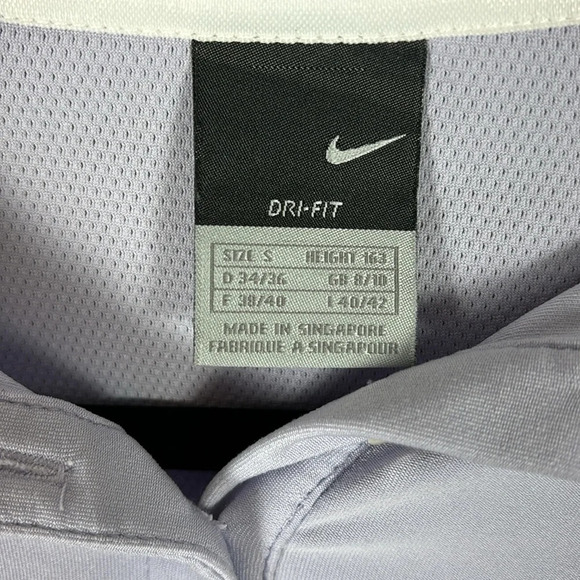 DRI-FIT
SIZE S HEIGHT 163
D 34/36 GB 8/10
F 38/40 I 40/42
MADE IN SINGAPORE
FABRIQUE A SINGAPOUR